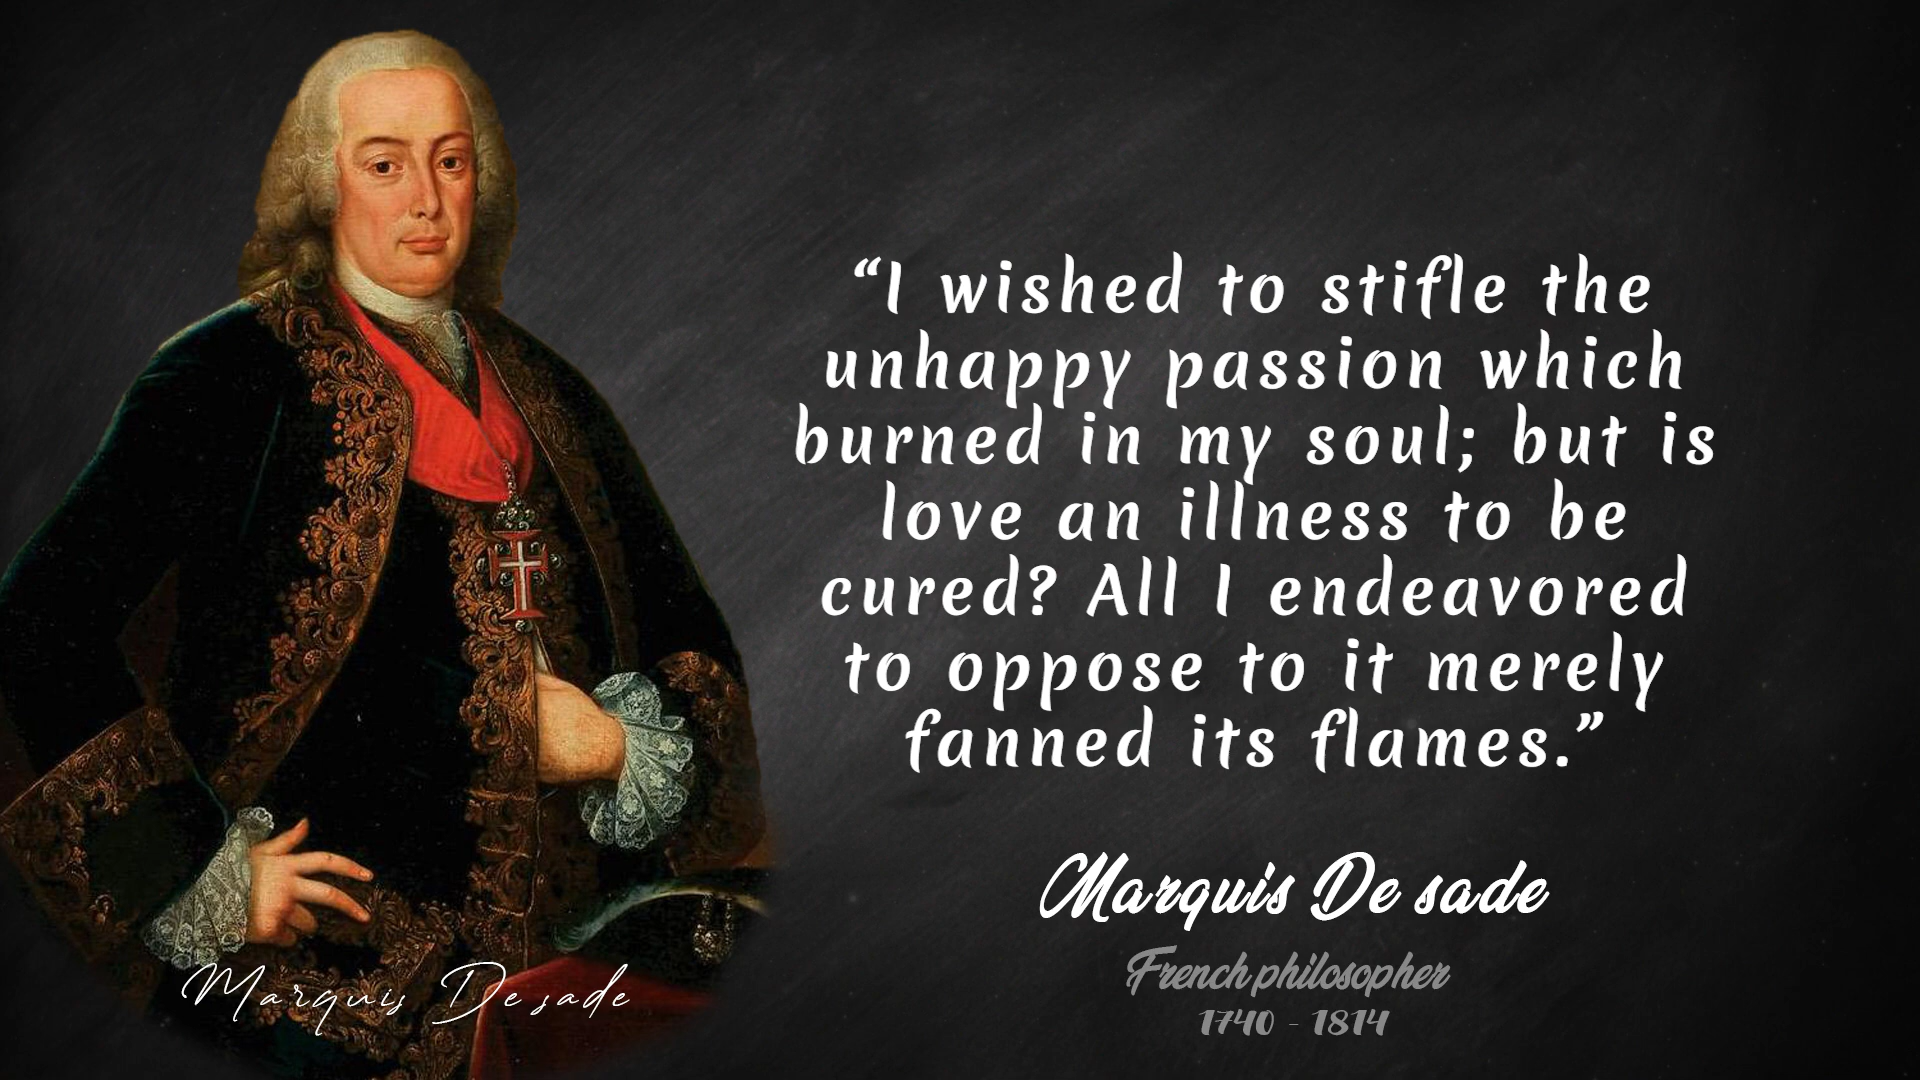 “I wished to stifle the
unhappy passion which
burned in my soul; but is
love an illness to be
cured? All I endeavored
to oppose to it merely
fanned its flames.”
Marquis De sade
French philosopher
1740 - 1814
Marquis De sade